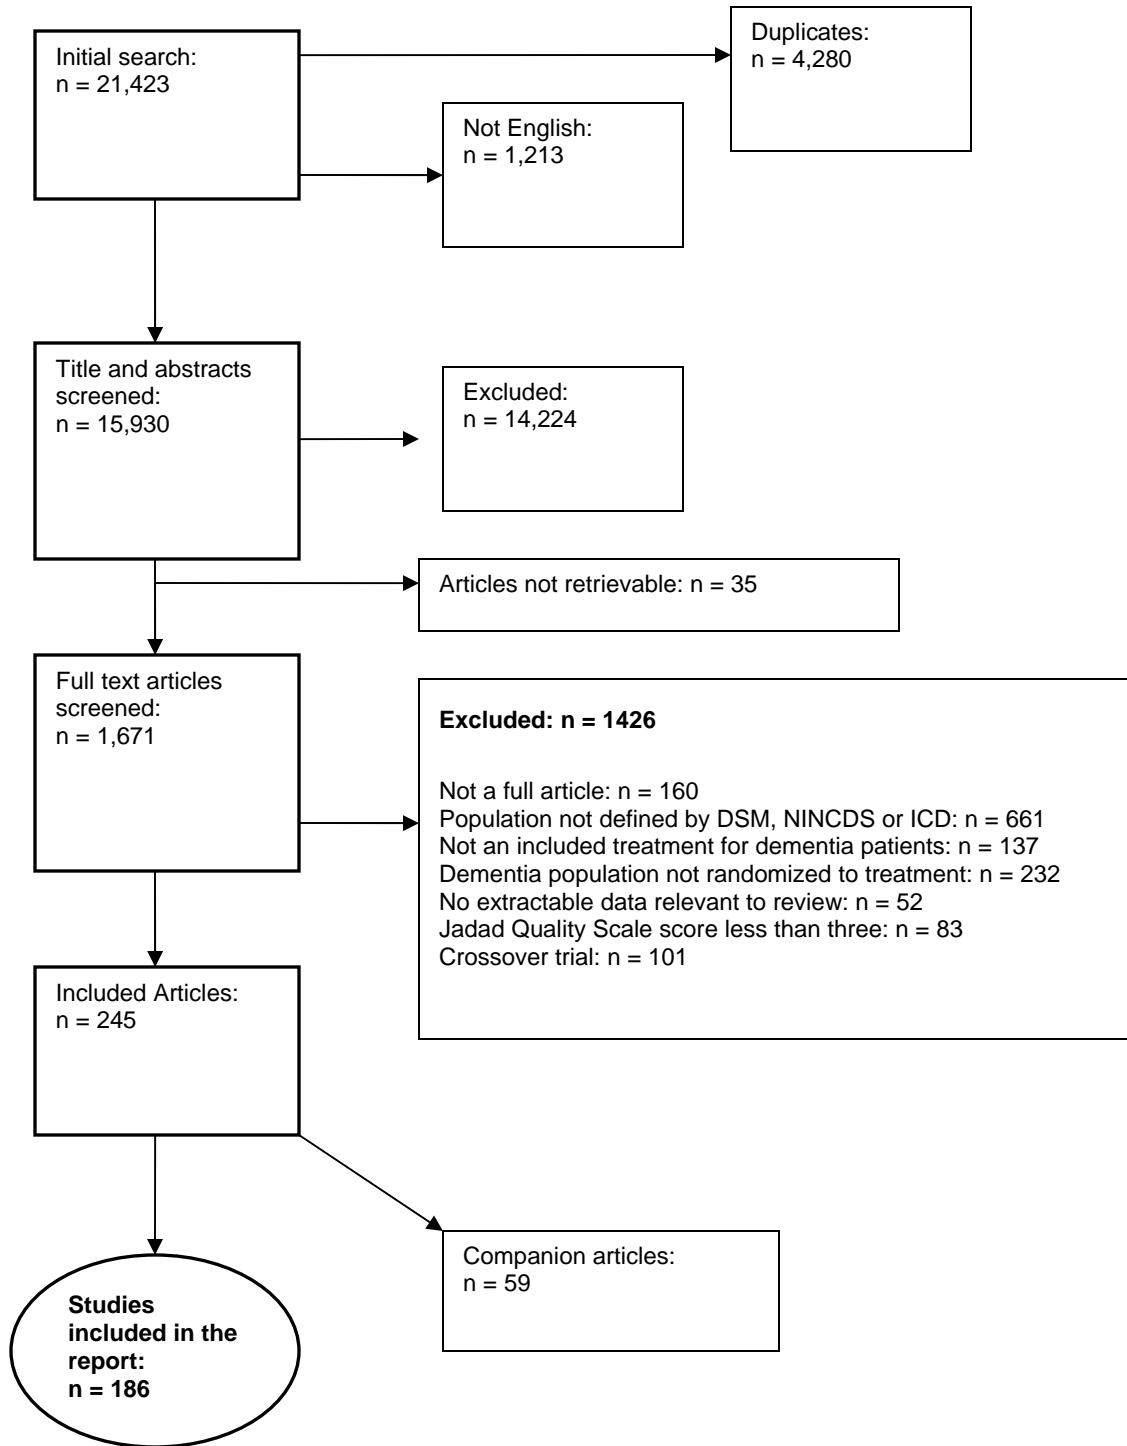 Initial search:
n = 21,423
Duplicates:
n = 4,280
Not English:
n = 1,213
Title and abstracts
screened:
n = 15,930
Excluded:
n = 14,224
Articles not retrievable: n = 35
Full text articles
screened:
n = 1,671
Excluded: n = 1426
Not a full article: n = 160
Population not defined by DSM, NINCDS or ICD: n = 661
Not an included treatment for dementia patients: n = 137
Dementia population not randomized to treatment: n = 232
No extractable data relevant to review: n = 52
Jadad Quality Scale score less than three: n = 83
Crossover trial: n = 101
Included Articles:
n = 245
Companion articles:
n = 59
Studies
included in the
report:
n = 186